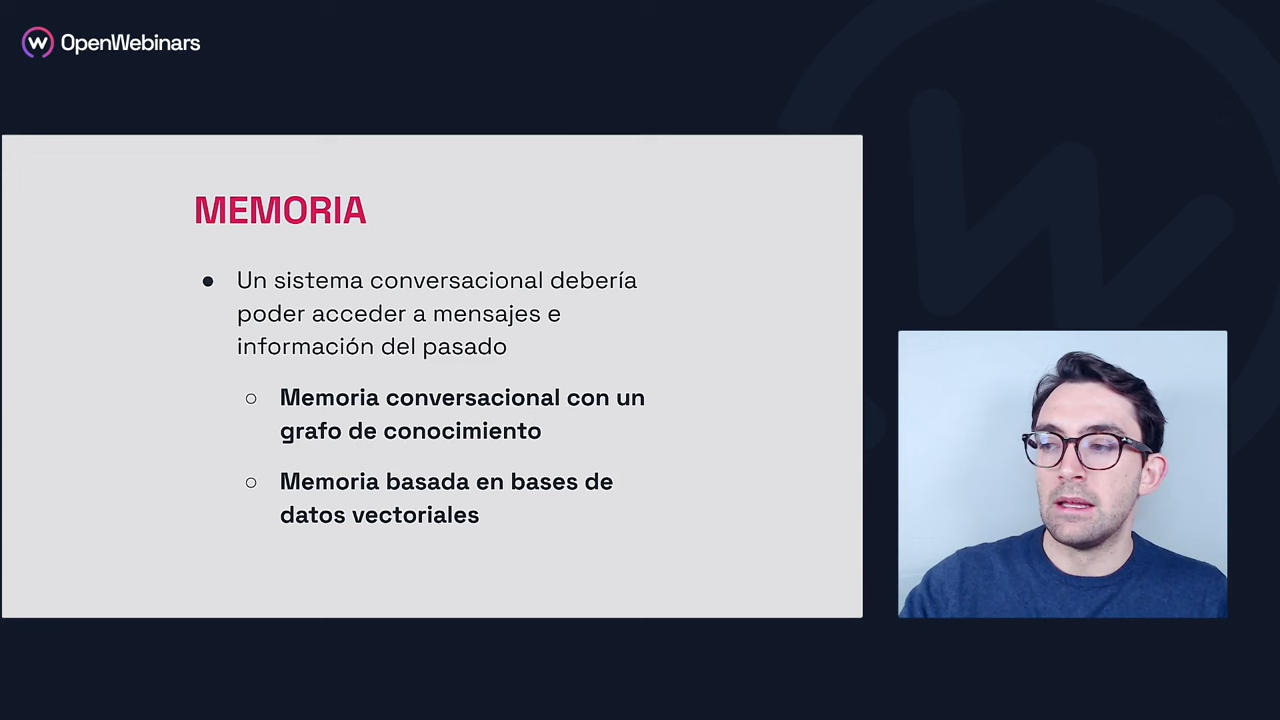 OpenWebinars
MEMORIA
● Un sistema conversacional debería
poder acceder a mensajes e
información del pasado
○ Memoria conversacional con un
grafo de conocimiento
○ Memoria basada en bases de
datos vectoriales